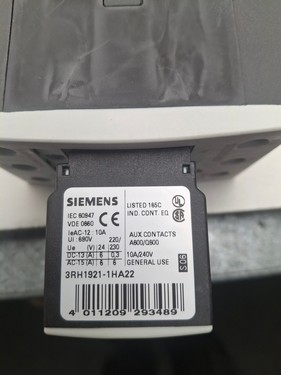 SIEMENS
IEC 60947
VDE 0660
IeAC-12: 10A
Ui: 690V 220/
Ue (V) 24 230
DC-13 (A) 6 0,3
AC-15 (A) 6 6
LISTED 165C
IND. CONT. EQ.
AUX.CONTACTS
A600/Q600
10A/240V
GENERAL USE
3RH1921-1HA22
4 011209 293489